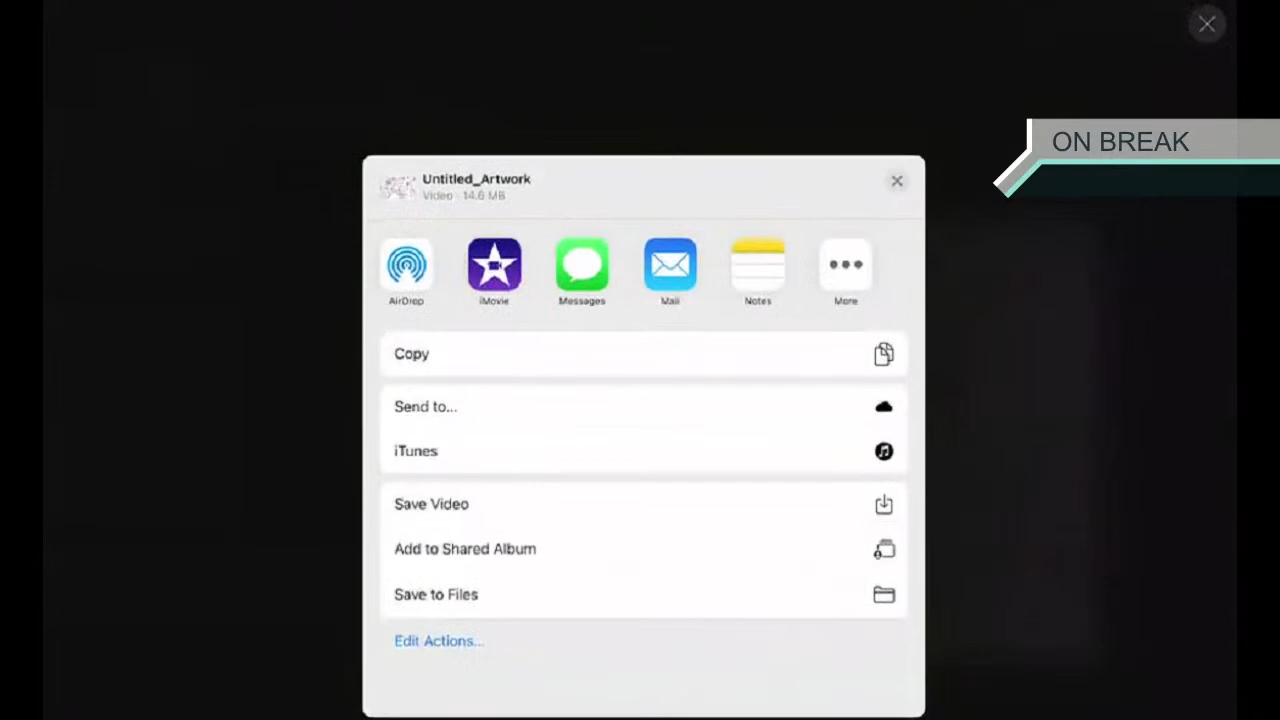 ON BREAK
Untitled_Artwork
Video · 14.6 MB
AirDrop
iMovie
Messages
Mail
Notes
More
Copy
Send to...
iTunes
Save Video
Add to Shared Album
Save to Files
Edit Actions...